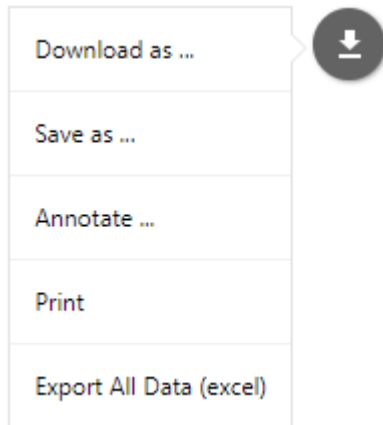 Download as ...
Save as ...
Annotate ...
Print
Export All Data (excel)